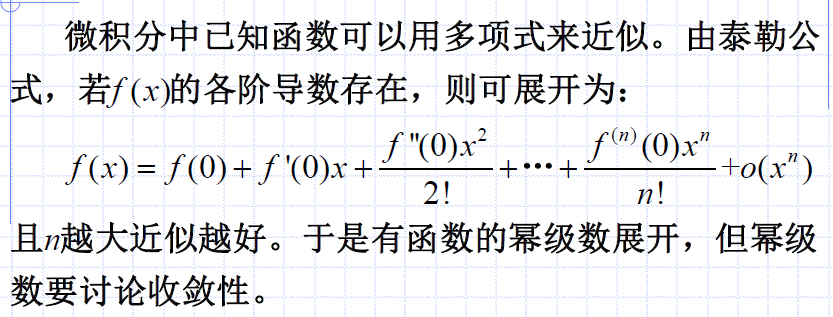 微积分中已知函数可以用多项式来近似。由泰勒公
式，若f(x)的各阶导数存在，则可展开为：
f(x) = f(0) + f'(0)x + \frac{f''(0)x^2}{2!} + ⋯ + \frac{f^{(n)}(0)x^n}{n!} + o(x^n)
且n越大近似越好。于是有函数的幂级数展开，但幂级
数要讨论收敛性。